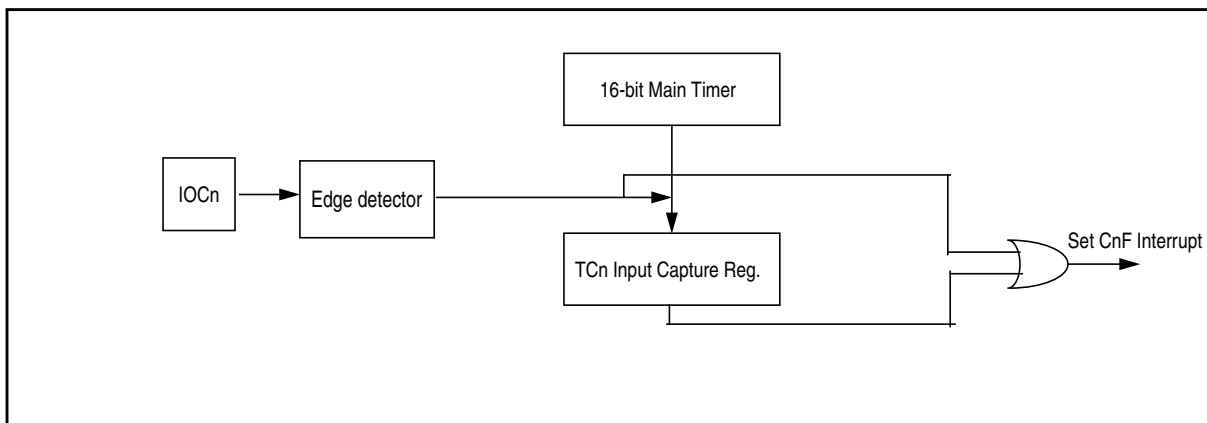 16-bit Main Timer
IOCn
Edge detector
Set CnF Interrupt
TCn Input Capture Reg.